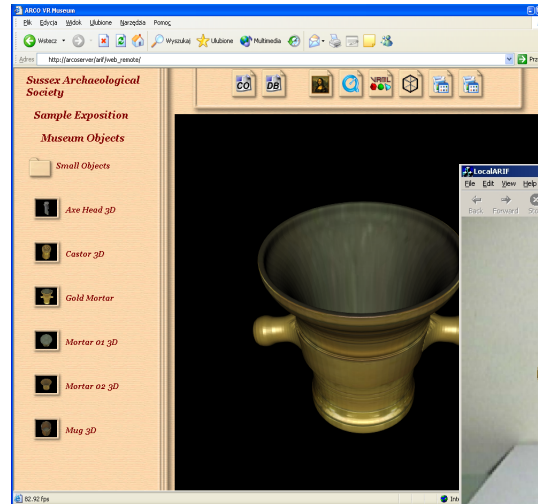 ARCO VR Museum
Plik Edycja Widok Ulubione Narzędzia Pomoc
Wstecz Wyszukaj Ulubione Multimedia
Adres http://arcoserver/arif/web_remote/
Sussex Archaeological
Society
CO DB VRML
Sample Exposition
Museum Objects
Small Objects
LocalARIF
File Edit View Help
Back Forward
Axe Head 3D
Castor 3D
Gold Mortar
Mortar 01 3D
Mortar 02 3D
Mug 3D
82.92 fps